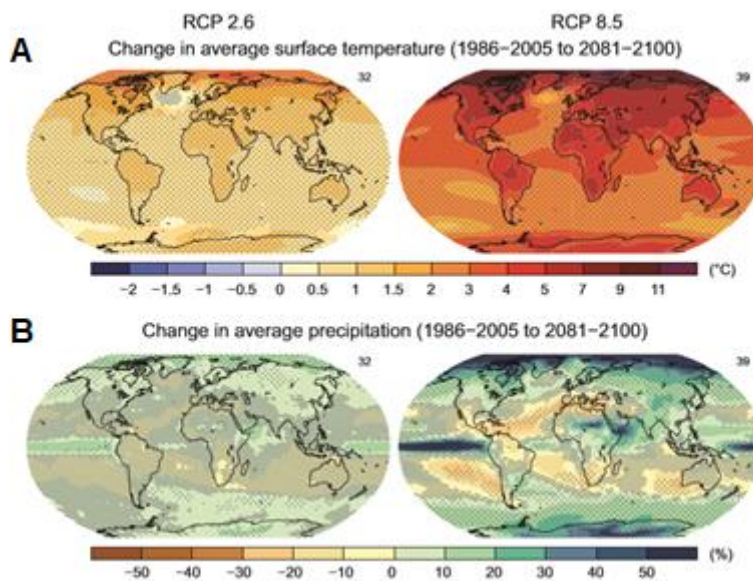 RCP 2.6 RCP 8.5
A Change in average surface temperature (1986–2005 to 2081–2100)
32 39
−2 −1.5 −1 −0.5 0 0.5 1 1.5 2 3 4 5 7 9 11 (°C)
B Change in average precipitation (1986–2005 to 2081–2100)
32 39
−50 −40 −30 −20 −10 0 10 20 30 40 50 (%)